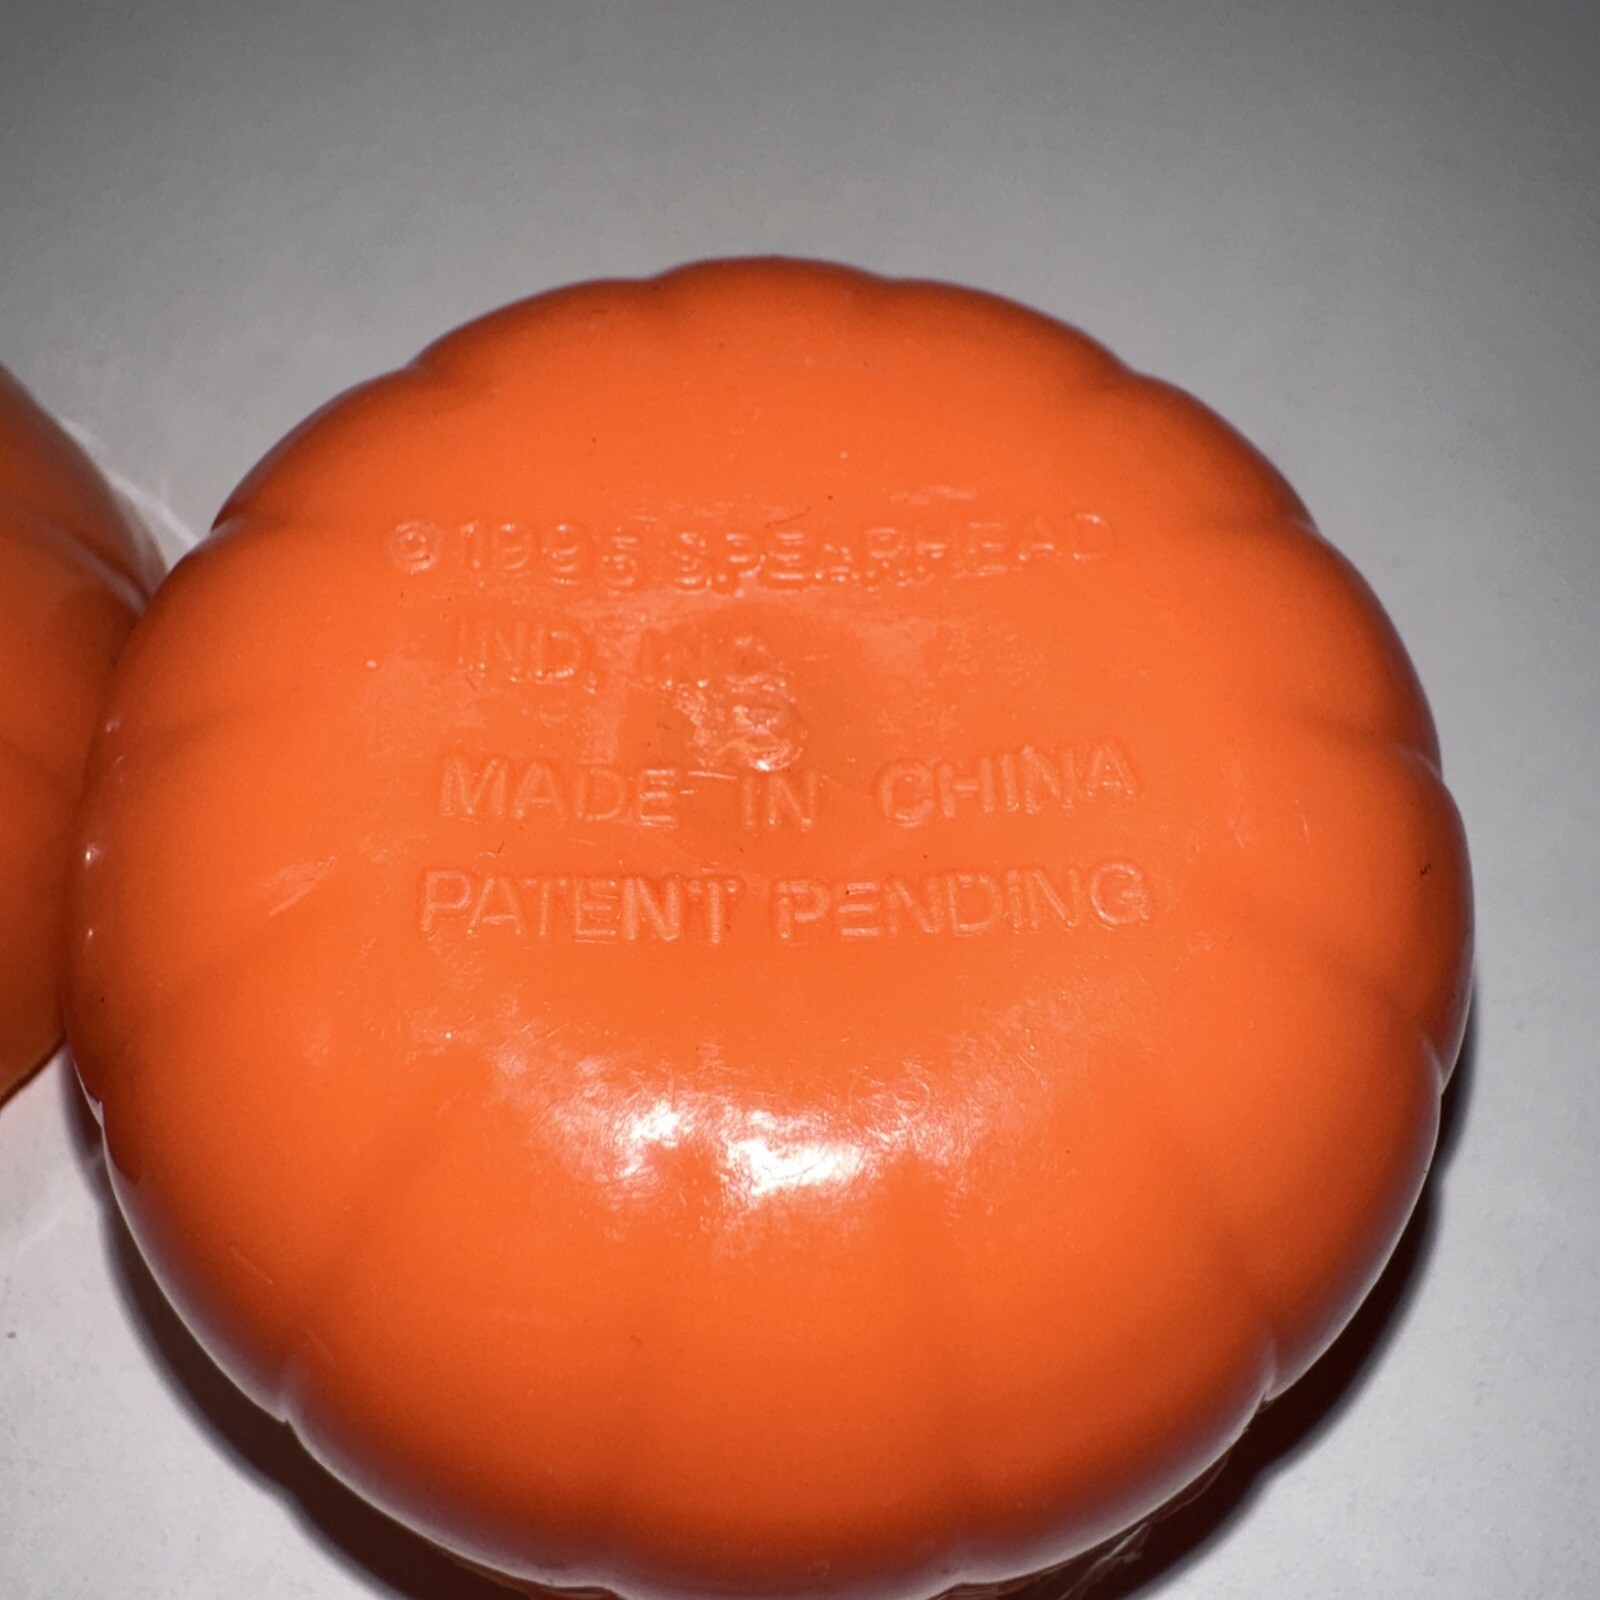 © 1995 SPEARHEAD
IND, INC
MADE IN CHINA
PATENT PENDING